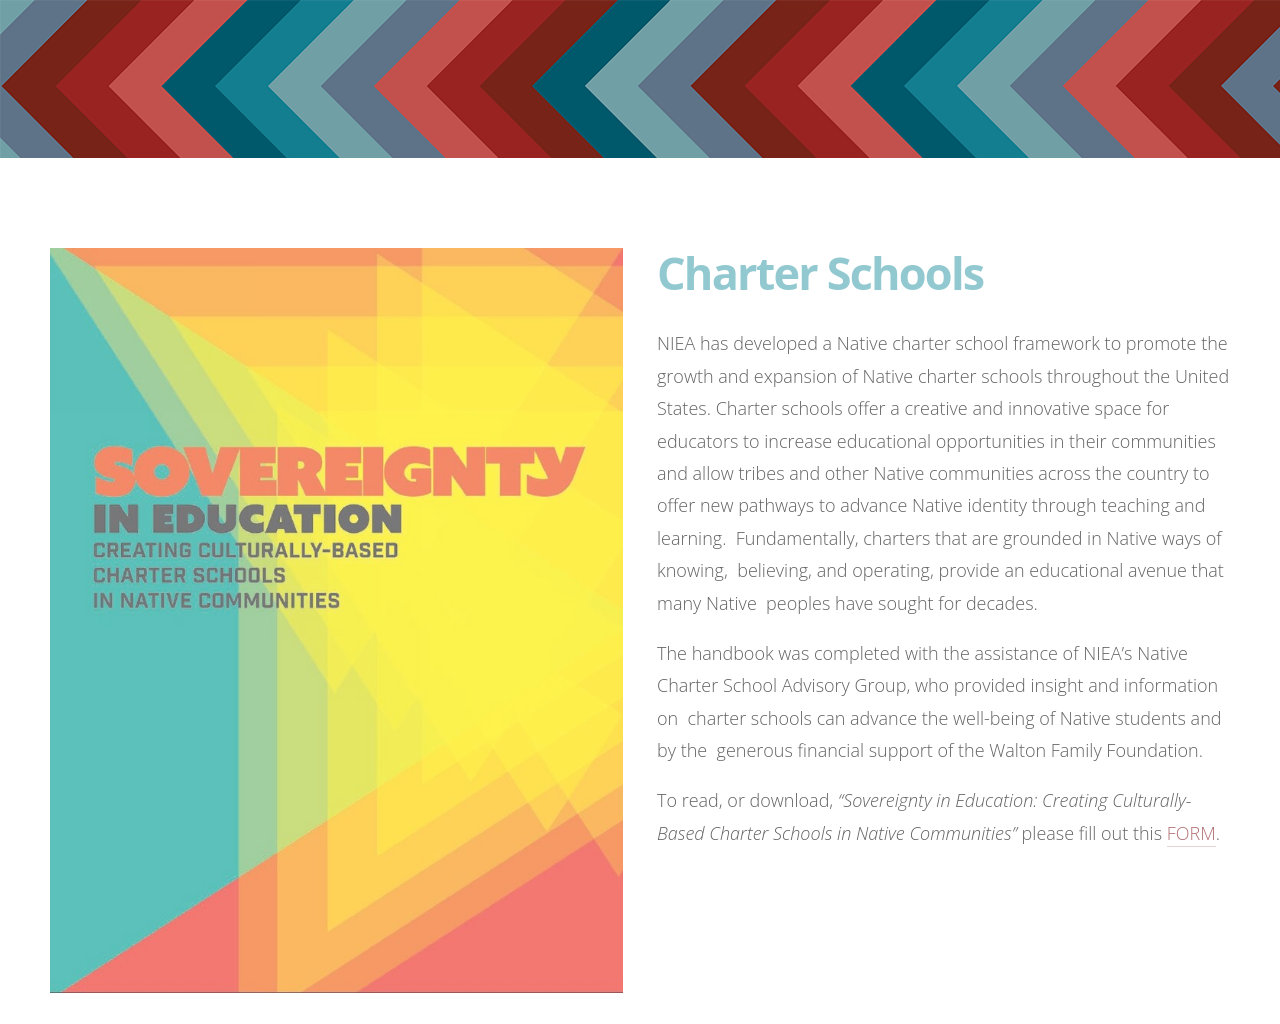 SOVEREIGNTY
IN EDUCATION
CREATING CULTURALLY-BASED
CHARTER SCHOOLS
IN NATIVE COMMUNITIES
Charter Schools
NIEA has developed a Native charter school framework to promote the
growth and expansion of Native charter schools throughout the United
States. Charter schools offer a creative and innovative space for
educators to increase educational opportunities in their communities
and allow tribes and other Native communities across the country to
offer new pathways to advance Native identity through teaching and
learning.  Fundamentally, charters that are grounded in Native ways of
knowing,  believing, and operating, provide an educational avenue that
many Native  peoples have sought for decades.
The handbook was completed with the assistance of NIEA’s Native
Charter School Advisory Group, who provided insight and information
on  charter schools can advance the well-being of Native students and
by the  generous financial support of the Walton Family Foundation.
To read, or download, “Sovereignty in Education: Creating Culturally-
Based Charter Schools in Native Communities” please fill out this FORM.